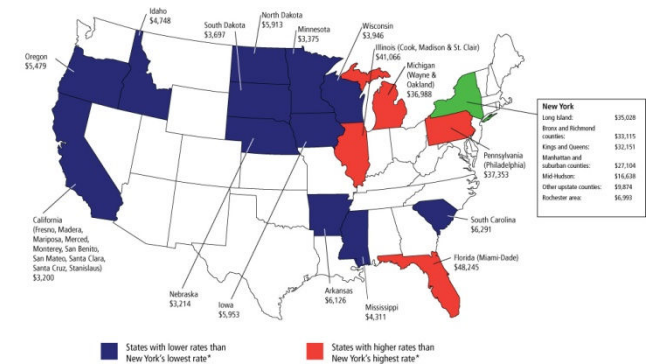 Idaho
$4,748
North Dakota
$5,913
South Dakota
$3,697
Minnesota
$3,375
Wisconsin
$3,946
Illinois (Cook, Madison & St. Clair)
$41,066
Michigan
(Wayne &
Oakland)
$36,988
Oregon
$5,479
New York
Long Island: $35,028
Bronx and Richmond
counties: $33,115
Kings and Queens: $32,151
Manhattan and
suburban counties: $27,104
Mid-Hudson: $16,638
Other upstate counties: $9,874
Rochester area: $6,993
Pennsylvania
(Philadelphia)
$37,353
South Carolina
$6,291
California
(Fresno, Madera,
Mariposa, Merced,
Monterey, San Benito,
San Mateo, Santa Clara,
Santa Cruz, Stanislaus)
$3,200
Florida (Miami-Dade)
$48,245
Nebraska
$3,214
Iowa
$5,953
Arkansas
$6,126
Mississippi
$4,311
States with lower rates than
New York's lowest rate*
States with higher rates than
New York's highest rate*